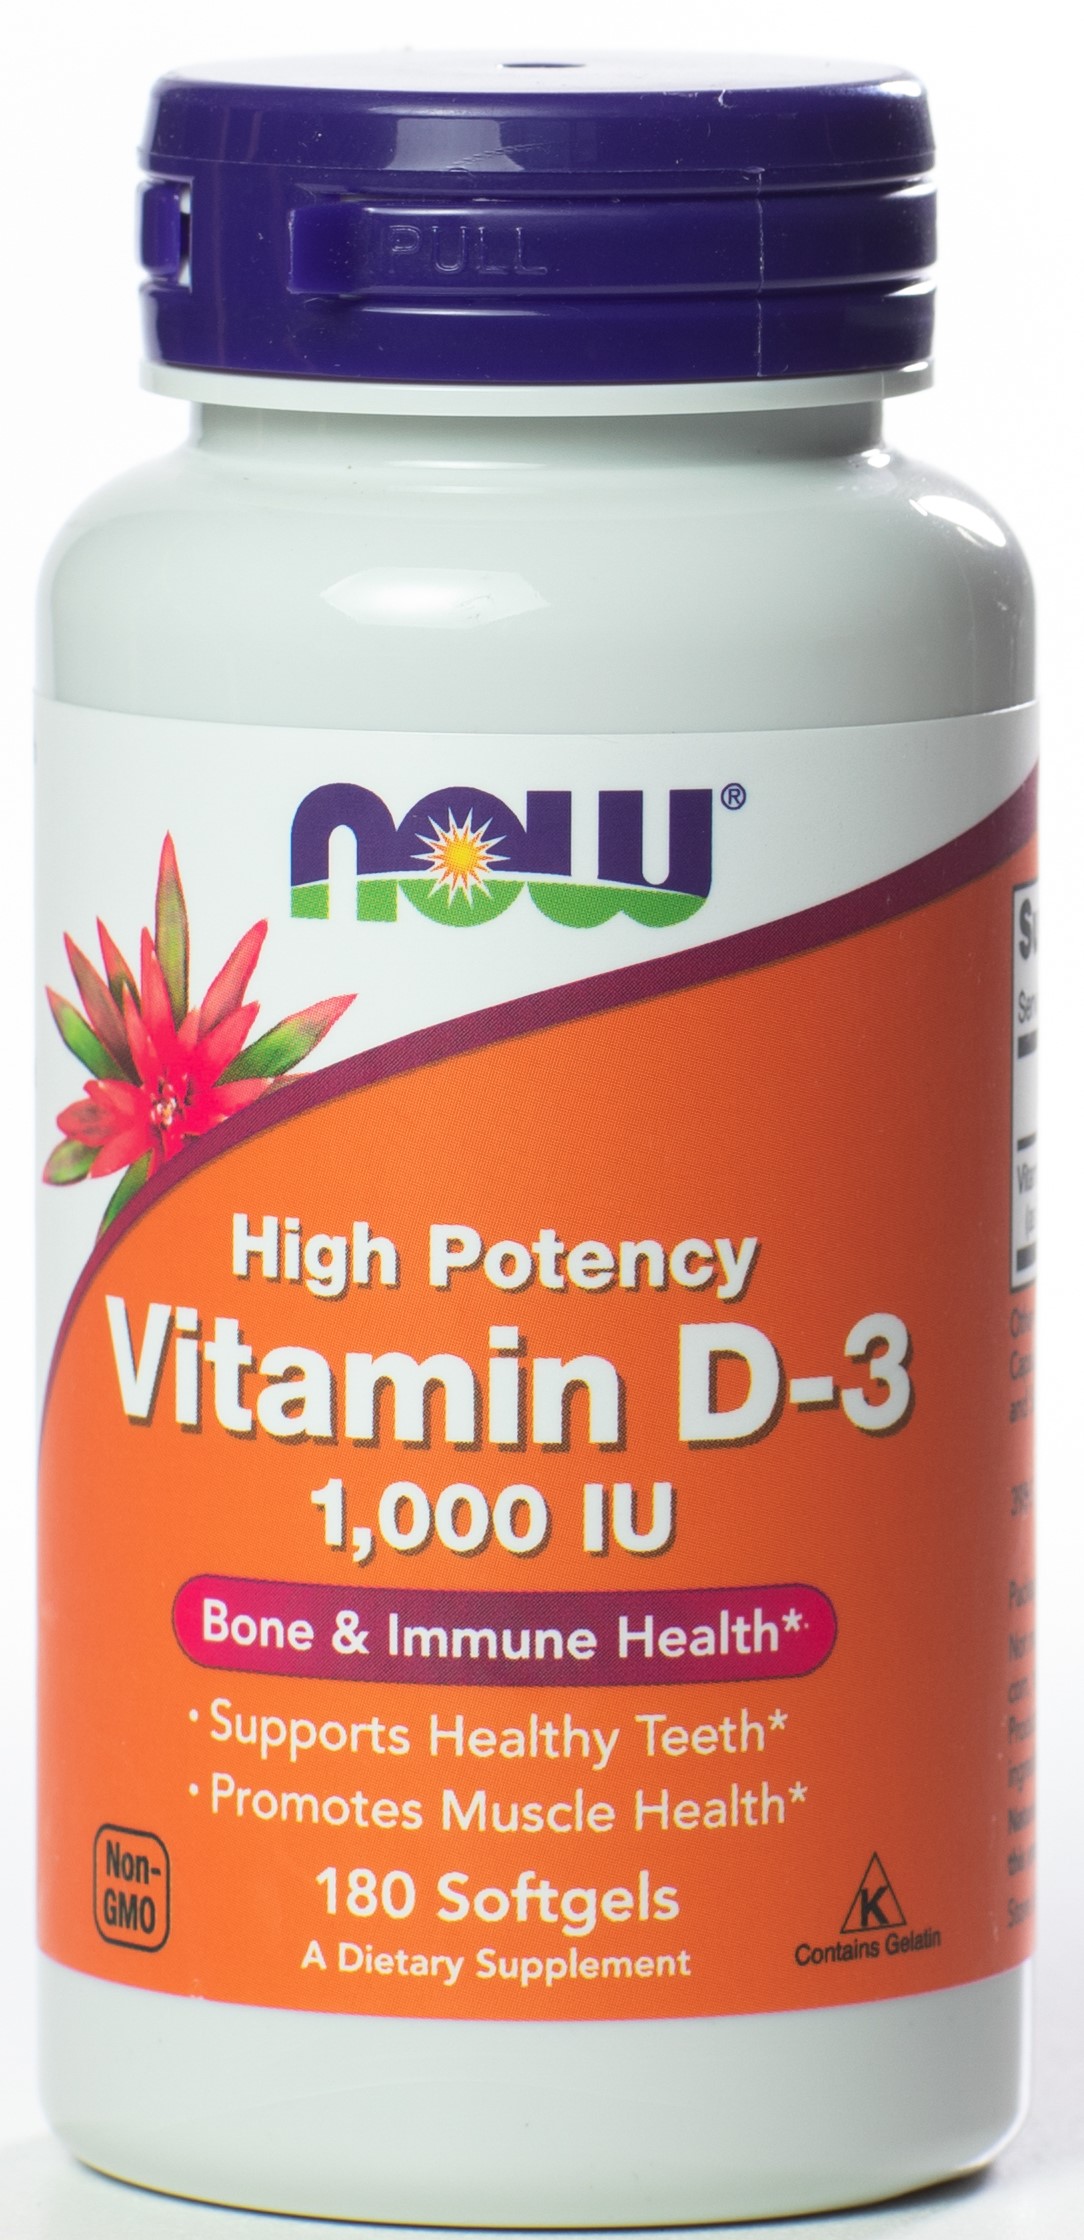 PULL
NOW®
High Potency
Vitamin D-3
1,000 IU
Bone & Immune Health*
• Supports Healthy Teeth*
• Promotes Muscle Health*
Non-
GMO
180 Softgels
A Dietary Supplement
K
Contains Gelatin